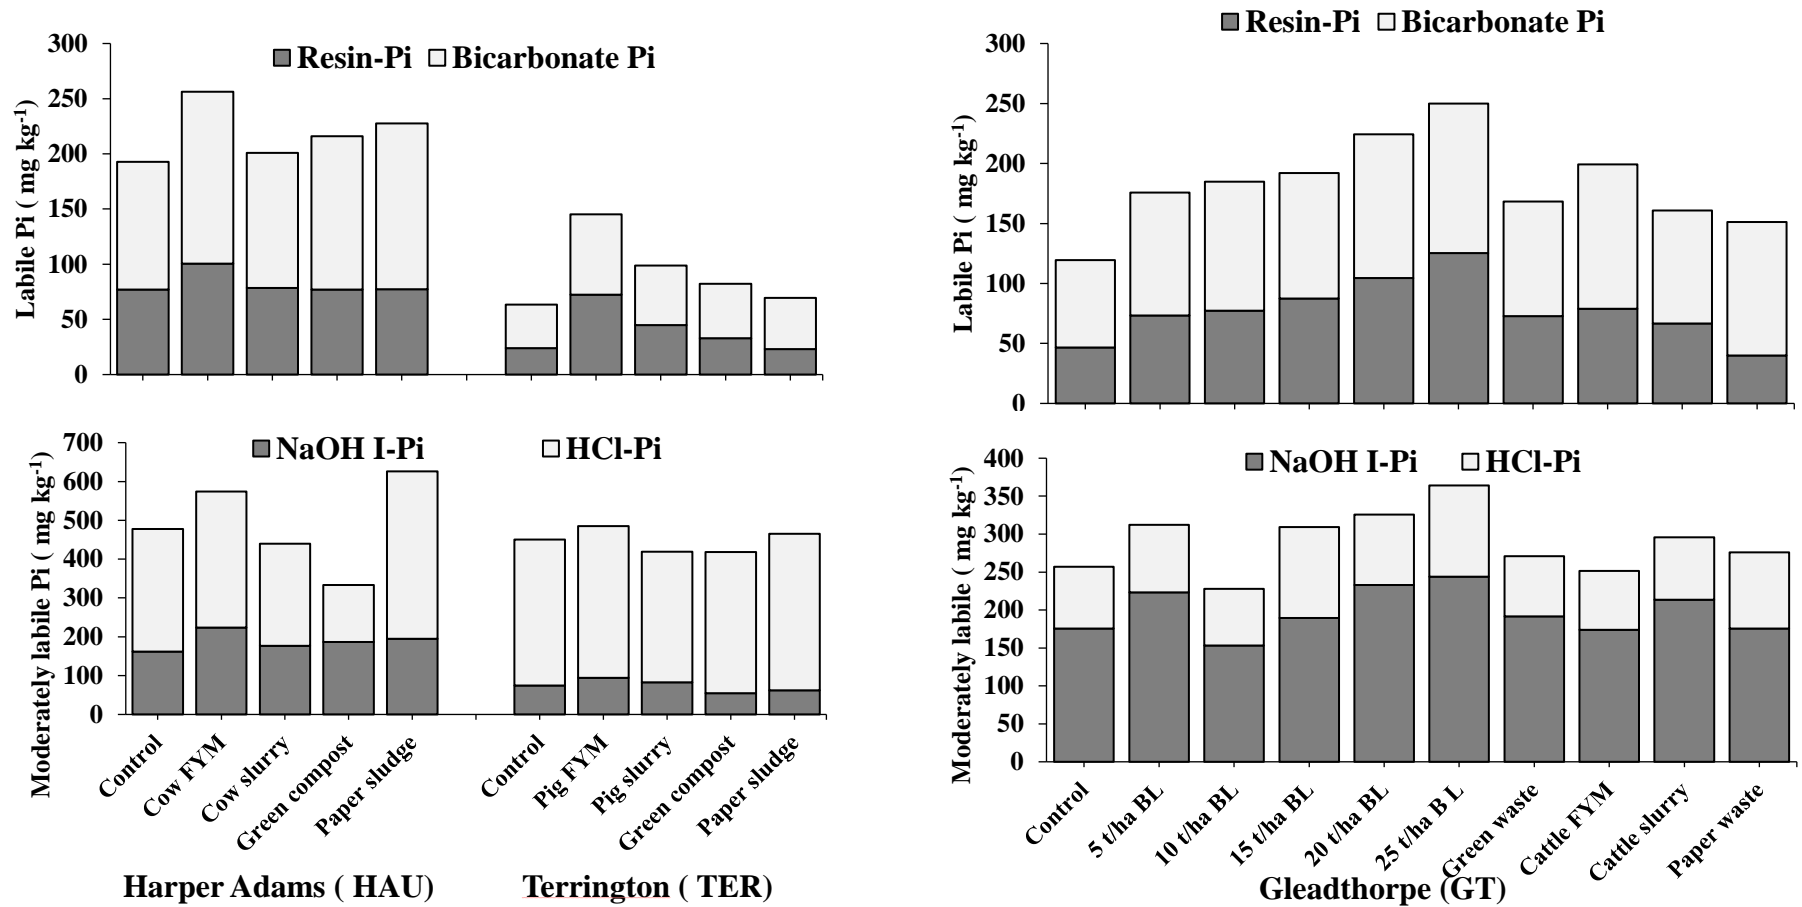 Resin-Pi Bicarbonate Pi
Labile Pi ( mg kg-1)
300
250
200
150
100
50
0
NaOH I-Pi HCl-Pi
Moderately labile Pi ( mg kg-1)
700
600
500
400
300
200
100
0
Control
Cow FYM
Cow slurry
Green compost
Paper sludge
Control
Pig FYM
Pig slurry
Green compost
Paper sludge
Harper Adams ( HAU)
Terrington ( TER)
Resin-Pi Bicarbonate Pi
Labile Pi ( mg kg-1)
300
250
200
150
100
50
0
NaOH I-Pi HCl-Pi
Moderately labile ( mg kg-1)
400
350
300
250
200
150
100
50
0
Control
5 t/ha BL
10 t/ha BL
15 t/ha BL
20 t/ha BL
25 t/ha B L
Green waste
Cattle FYM
Cattle slurry
Paper waste
Gleadthorpe (GT)